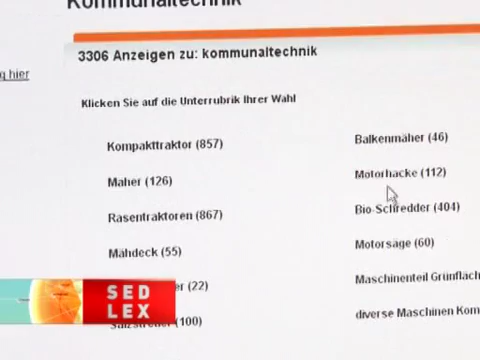 Kommunaltechnik
3306 Anzeigen zu: kommunaltechnik
hier
Klicken Sie auf die Unterrubrik Ihrer Wahl
Kompakttraktor (857)
Balkenmäher (46)
Mäher (126)
Motorhacke (112)
Rasentraktoren (867)
Bio-Schredder (404)
Mähdeck (55)
Motorsäge (60)
(22)
Maschinenteil
Salzstreuer (100)
diverse Maschinen
SED
LEX